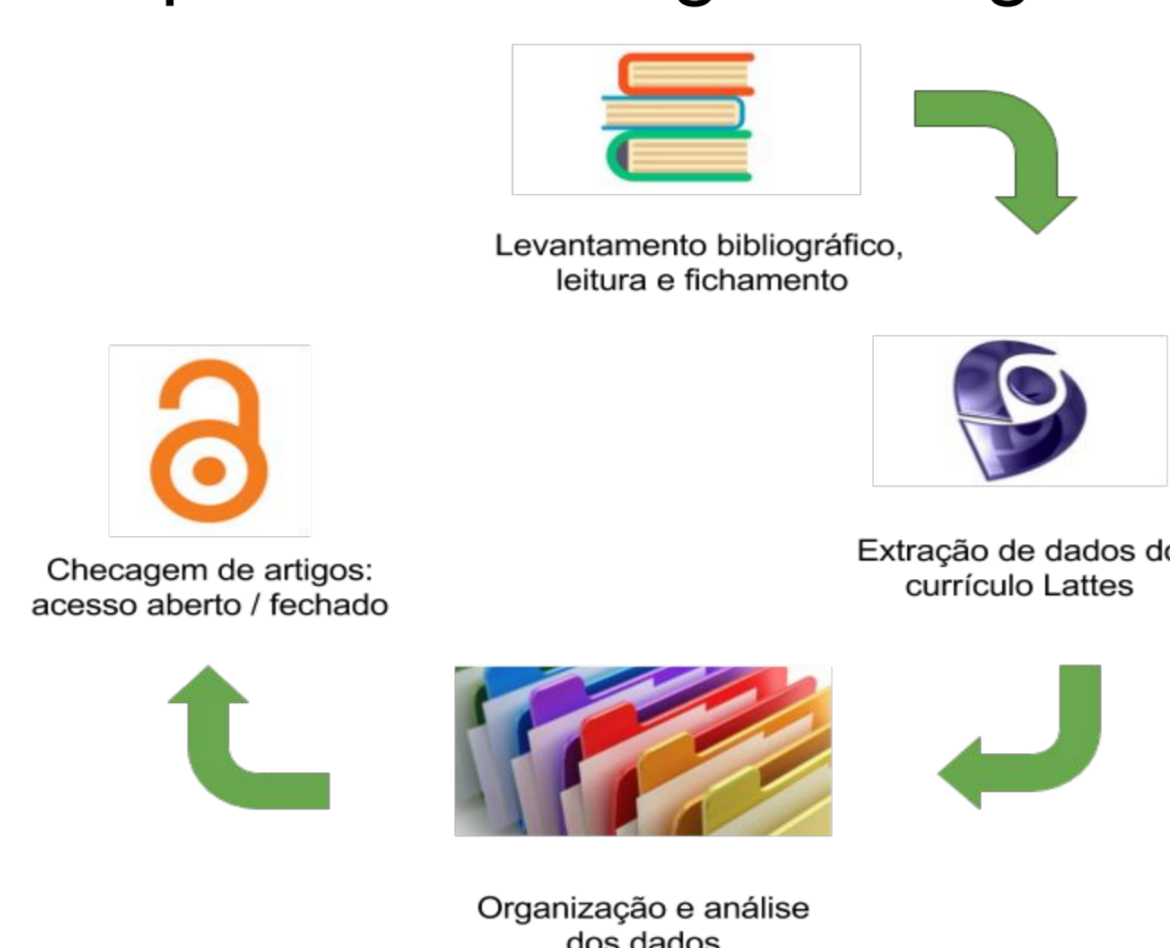 Levantamento bibliográfico,
leitura e fichamento
Extração de dados
currículo Lattes
Checagem de artigos:
acesso aberto / fechado
Organização e análise
dos dados